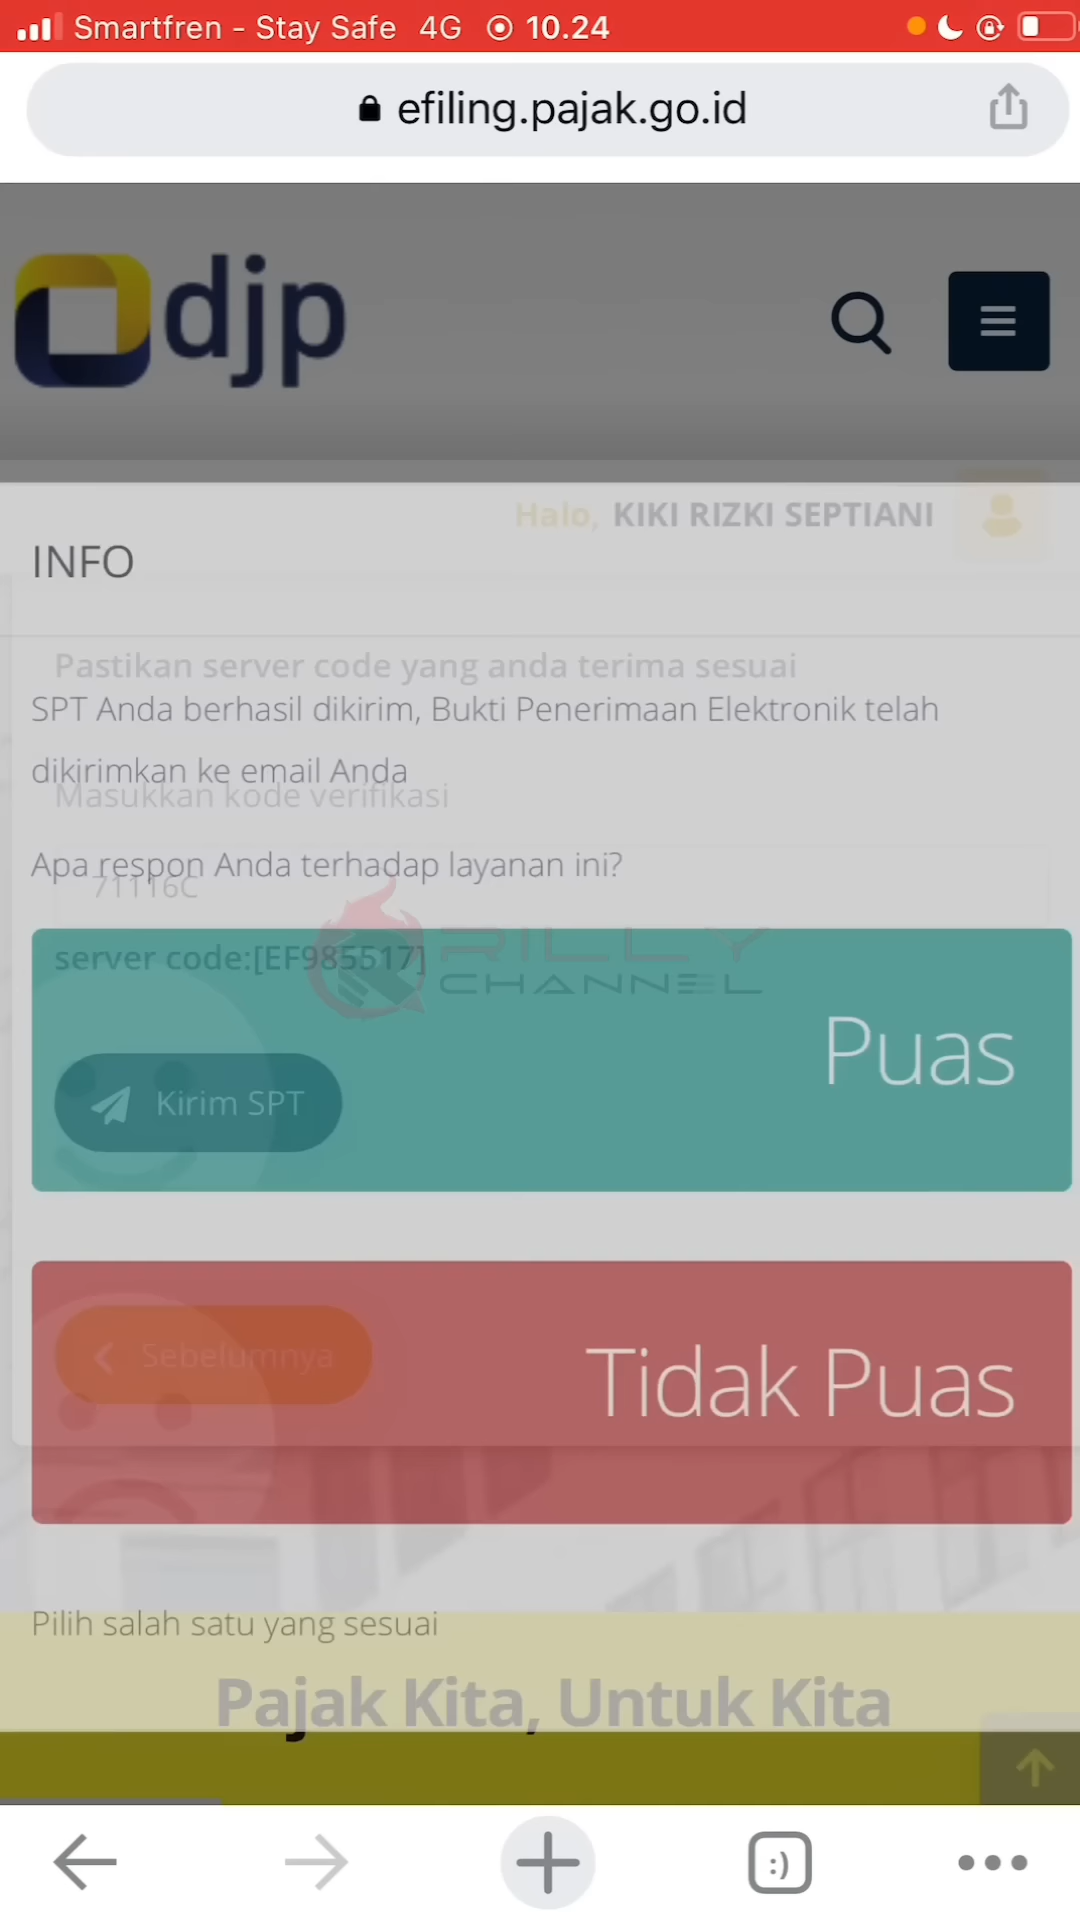 Smartfren - Stay Safe 4G 10.24
efiling.pajak.go.id
djp
Halo, KIKI RIZKI SEPTIANI
INFO
Pastikan server code yang anda terima sesuai
SPT Anda berhasil dikirim, Bukti Penerimaan Elektronik telah
dikirimkan ke email Anda
Masukkan kode verifikasi
Apa respon Anda terhadap layanan ini?
71116C
RILLY
CHANNEL
server code:[EF985517]
Puas
Kirim SPT
Sebelumnya
Tidak Puas
Pilih salah satu yang sesuai
Pajak Kita, Untuk Kita
:)